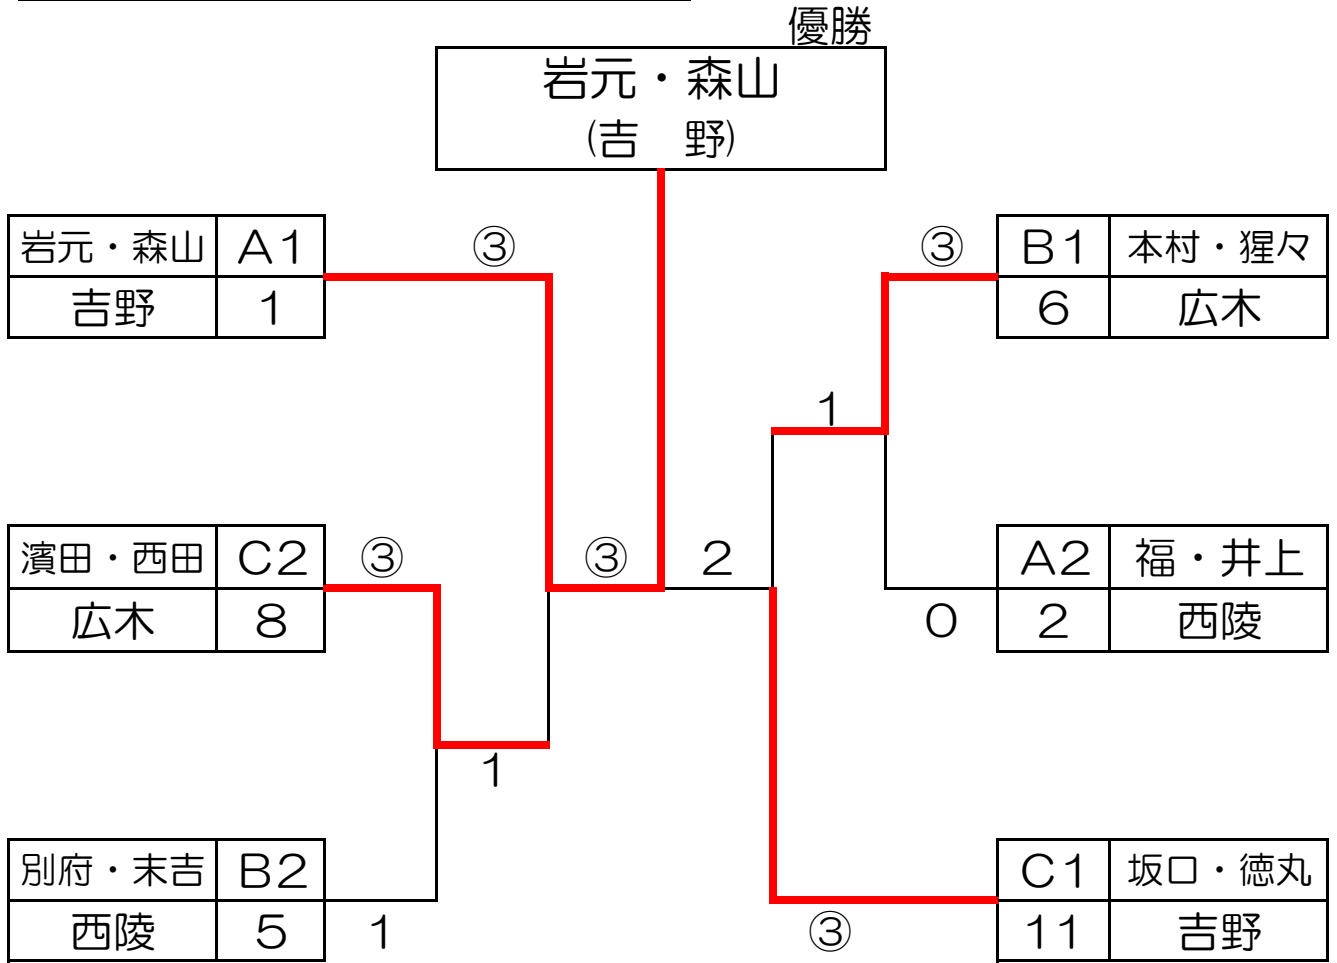 優勝
岩元・森山
(吉　野)
岩元・森山 A1
吉野 1
③
③
B1 本村・猩々
6 広木
1
濱田・西田 C2
広木 8
③
③
2
A2 福・井上
2 西陵
0
1
別府・末吉 B2
西陵 5
1
③
C1 坂口・徳丸
11 吉野